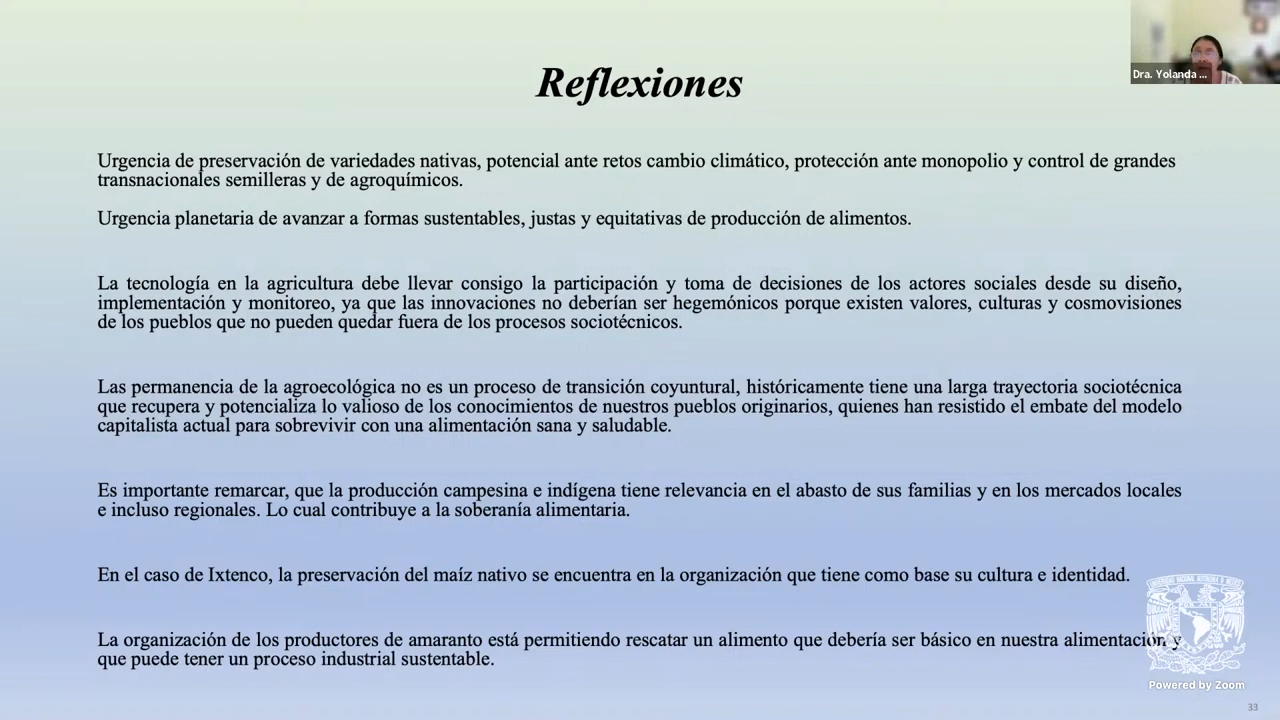 Dra. Yolanda ...
Reflexiones
Urgencia de preservación de variedades nativas, potencial ante retos cambio climático, protección ante monopolio y control de grandes
transnacionales semilleras y de agroquímicos.
Urgencia planetaria de avanzar a formas sustentables, justas y equitativas de producción de alimentos.
La tecnología en la agricultura debe llevar consigo la participación y toma de decisiones de los actores sociales desde su diseño,
implementación y monitoreo, ya que las innovaciones no deberían ser hegemónicos porque existen valores, culturas y cosmovisiones
de los pueblos que no pueden quedar fuera de los procesos sociotécnicos.
Las permanencia de la agroecológica no es un proceso de transición coyuntural, históricamente tiene una larga trayectoria sociotécnica
que recupera y potencializa lo valioso de los conocimientos de nuestros pueblos originarios, quienes han resistido el embate del modelo
capitalista actual para sobrevivir con una alimentación sana y saludable.
Es importante remarcar, que la producción campesina e indígena tiene relevancia en el abasto de sus familias y en los mercados locales
e incluso regionales. Lo cual contribuye a la soberanía alimentaria.
En el caso de Ixtenco, la preservación del maíz nativo se encuentra en la organización que tiene como base su cultura e identidad.
La organización de los productores de amaranto está permitiendo rescatar un alimento que debería ser básico en nuestra alimentación y
que puede tener un proceso industrial sustentable.
Powered by Zoom
33